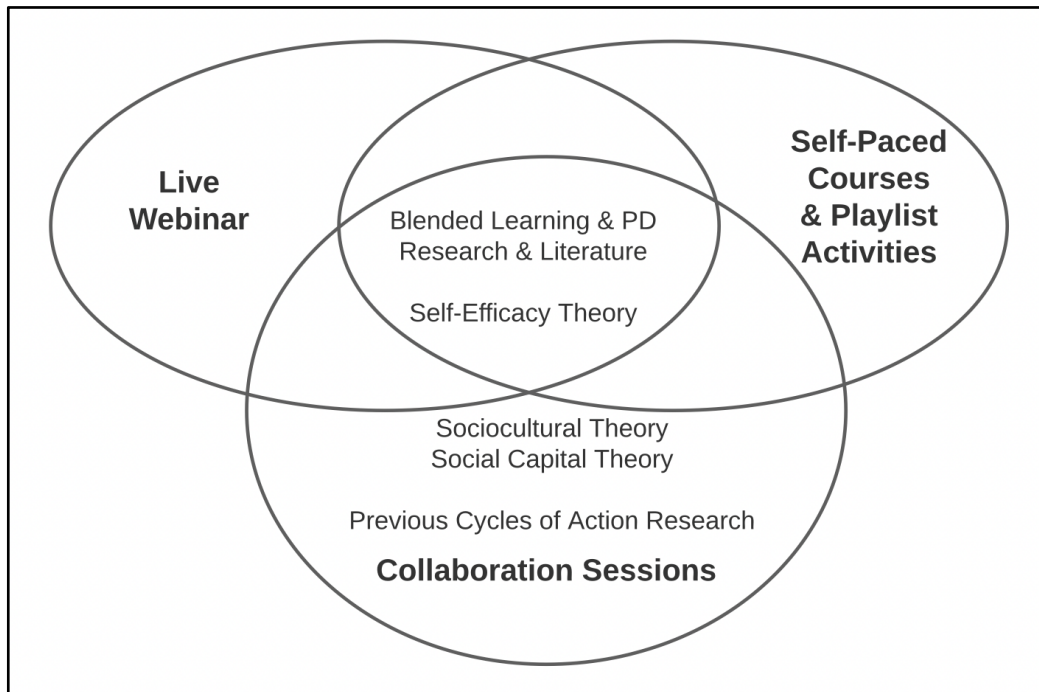 Live
Webinar
Self-Paced
Courses
& Playlist
Activities
Blended Learning & PD
Research & Literature
Self-Efficacy Theory
Sociocultural Theory
Social Capital Theory
Previous Cycles of Action Research
Collaboration Sessions